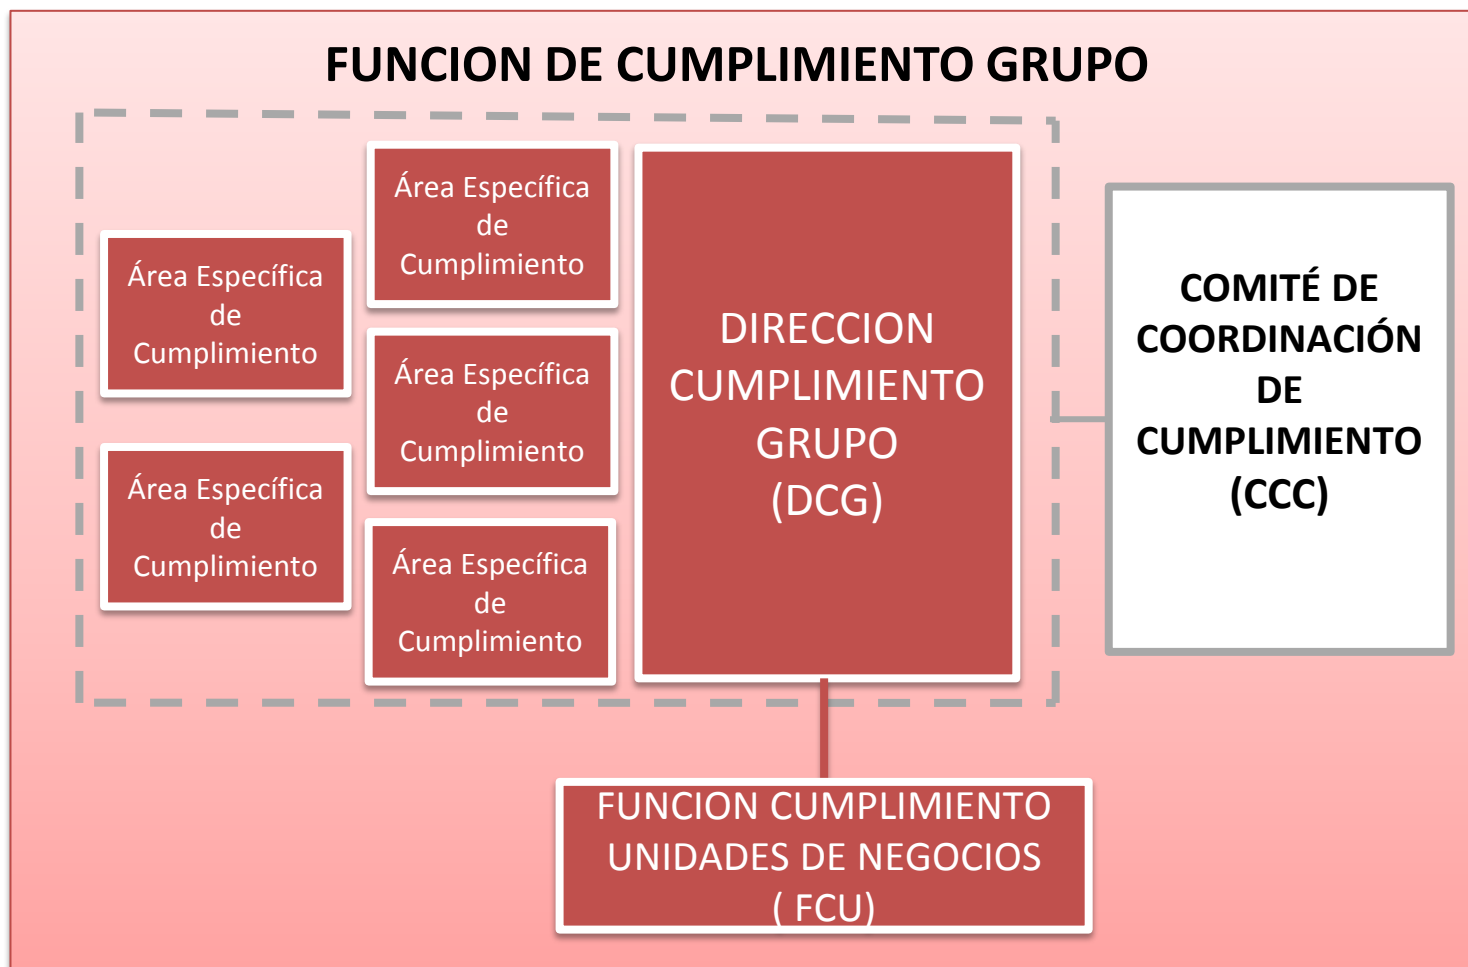 FUNCION DE CUMPLIMIENTO GRUPO
Área Específica
de
Cumplimiento
Área Específica
de
Cumplimiento
Área Específica
de
Cumplimiento
Área Específica
de
Cumplimiento
Área Específica
de
Cumplimiento
DIRECCION
CUMPLIMIENTO
GRUPO
(DCG)
COMITÉ DE
COORDINACIÓN
DE
CUMPLIMIENTO
(CCC)
FUNCION CUMPLIMIENTO
UNIDADES DE NEGOCIOS
( FCU)